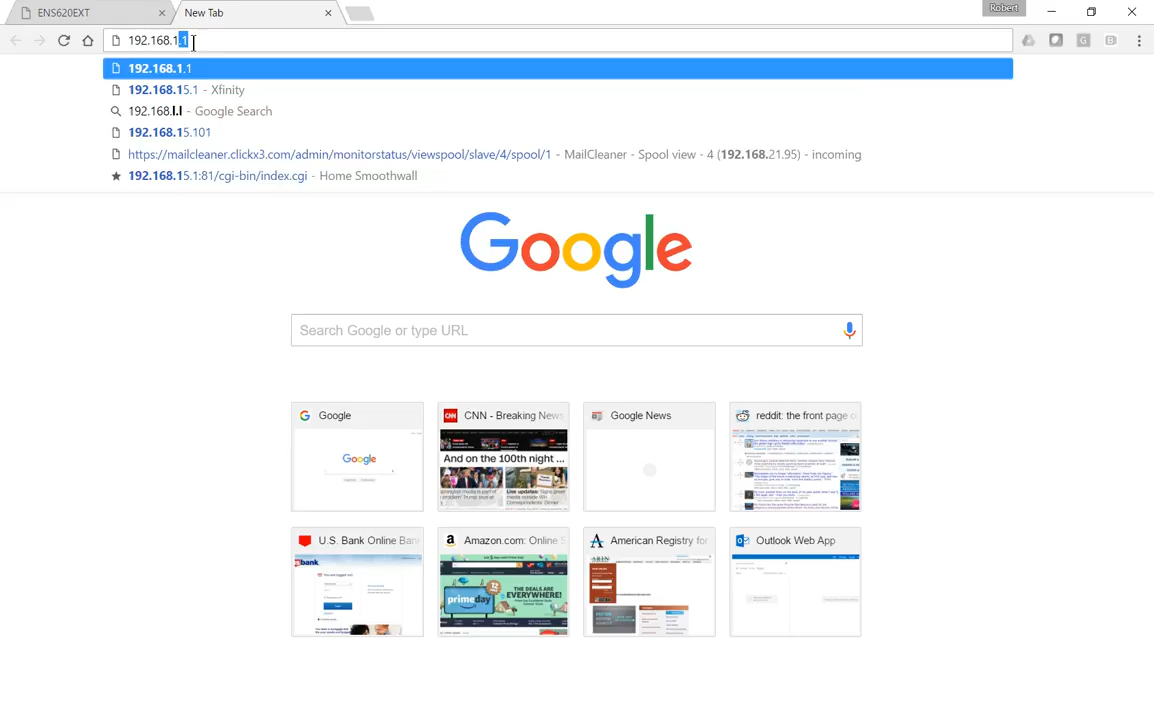 ENS620EXT
New Tab
Robert
192.168.1.1
192.168.1.1
192.168.15.1 - Xfinity
192.168.l.l - Google Search
192.168.15.101
https://mailcleaner.clickx3.com/admin/monitorstatus/viewspool/slave/4/spool/1 - MailCleaner - Spool view - 4 (192.168.21.95) - incoming
192.168.15.1:81/cgi-bin/index.cgi - Home Smoothwall
Google
Search Google or type URL
Google
CNN - Breaking News
Google News
reddit: the front page o
Google
And on the 100th night ...
U.S. Bank Online Bank
Amazon.com: Online S
American Registry for
Outlook Web App
bank
prime day
THE DEALS ARE
EVERYWHERE!